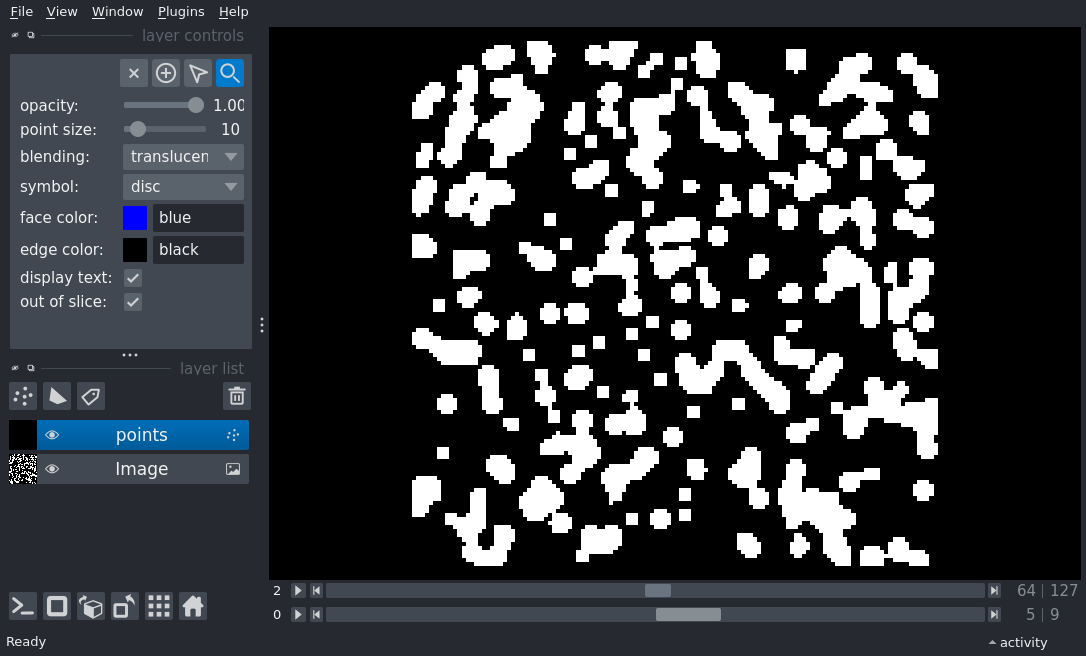 File View Window Plugins Help
layer controls
opacity: 1.00
point size: 10
blending: translucen
symbol: disc
face color: blue
edge color: black
display text:
out of slice:
layer list
points
Image
2 64 127
0 5 9
Ready activity